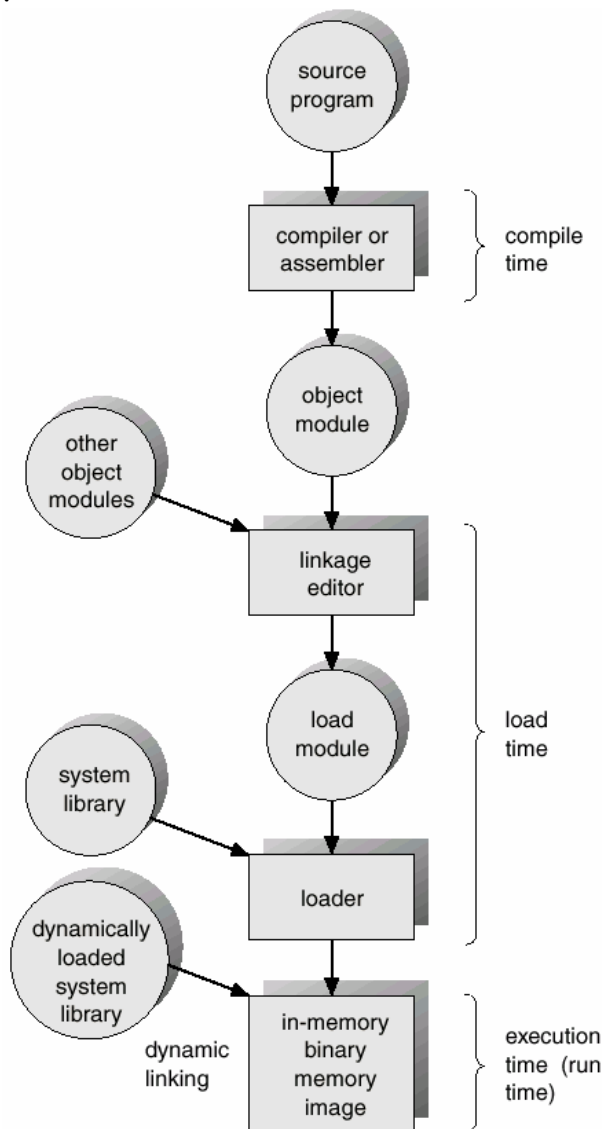 source
program
compiler or
assembler
compile
time
object
module
other
object
modules
linkage
editor
load
module
load
time
system
library
loader
dynamically
loaded
system
library
dynamic
linking
in-memory
binary
memory
image
execution
time (run
time)